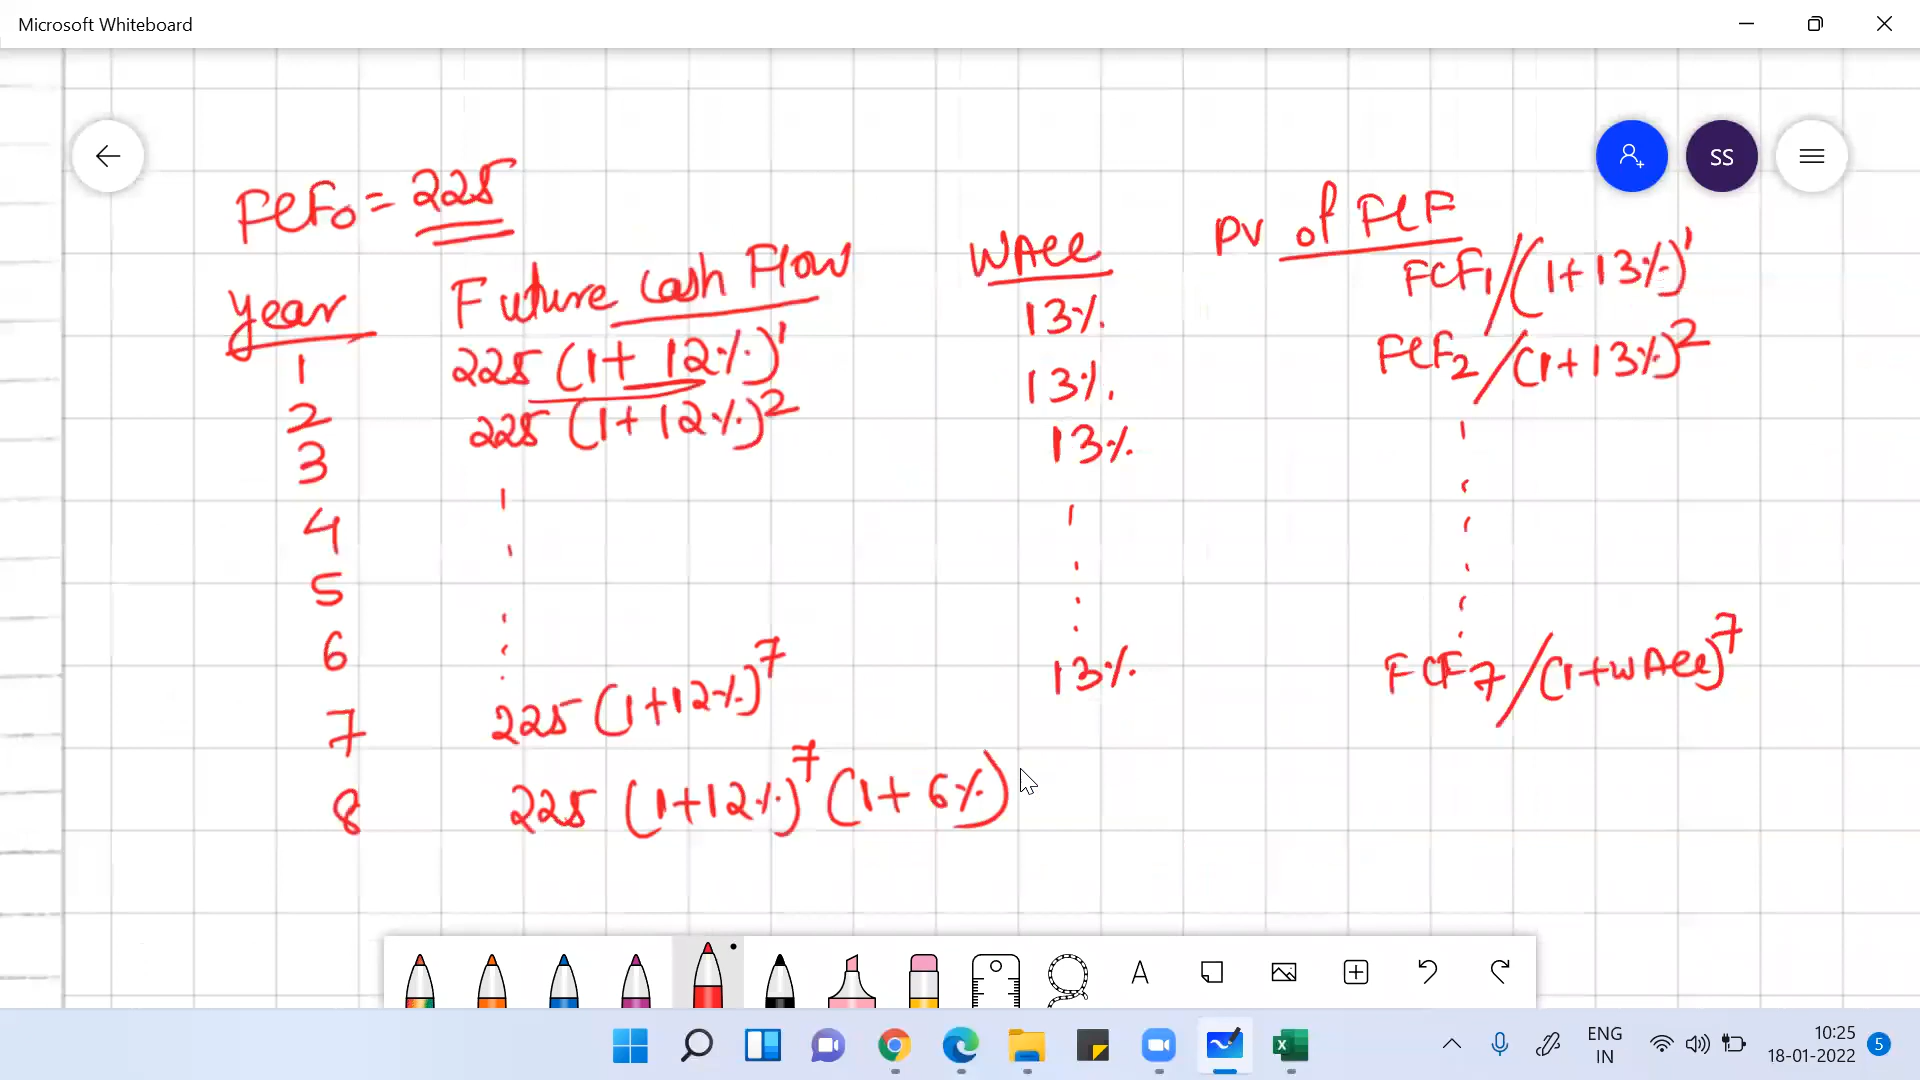 Microsoft Whiteboard
SS
FCF0 = 225
PV of FCF
Year Future Cash Flow WACC
1 225 (1+12%)^1 13% FCF1/(1+13%)^1
2 225 (1+12%)^2 13% FCF2/(1+13%)^2
3 13%
4
5
6
7 225 (1+12%)^7 13% FCF7/(1+WACC)^7
8 225 (1+12%)^7 (1+6%)
A
ENG
IN
10:25
18-01-2022
5